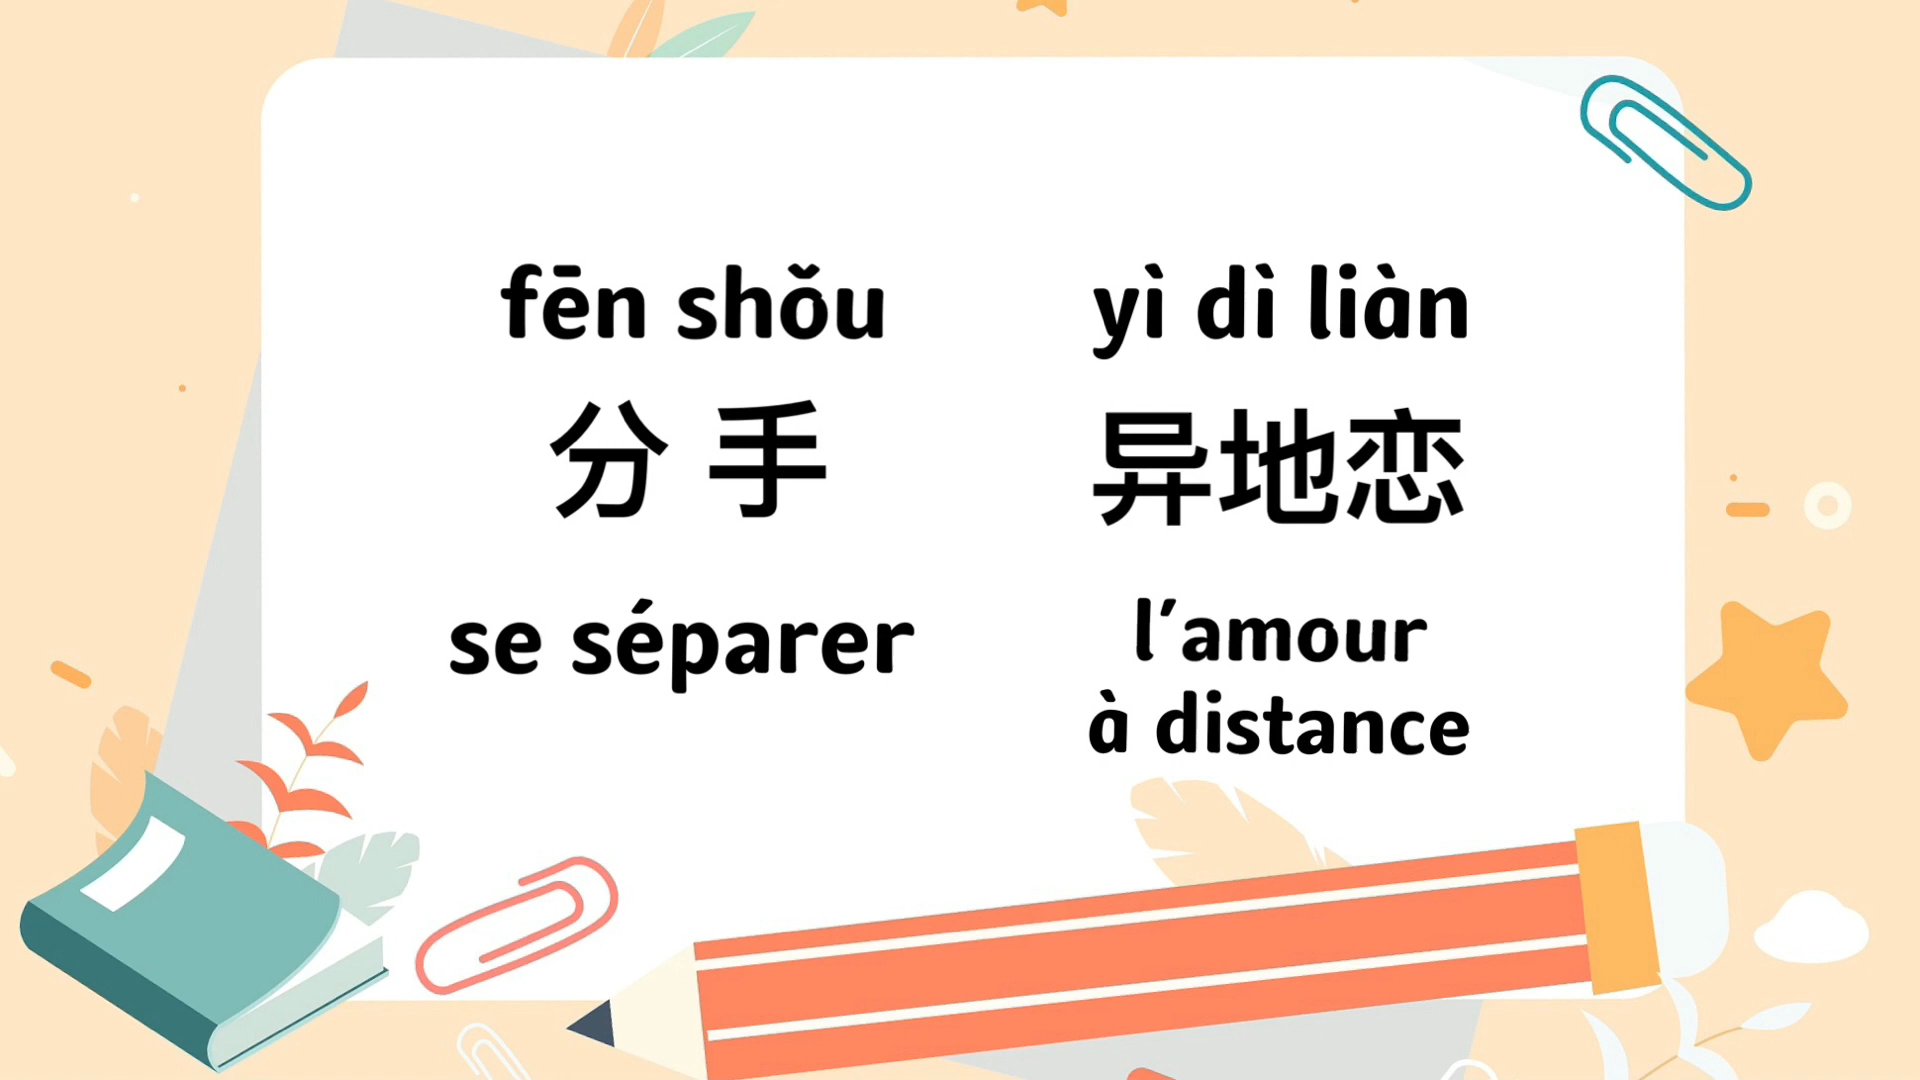 fēn shǒu
分 手
se séparer
yì dì liàn
异地恋
l'amour
à distance